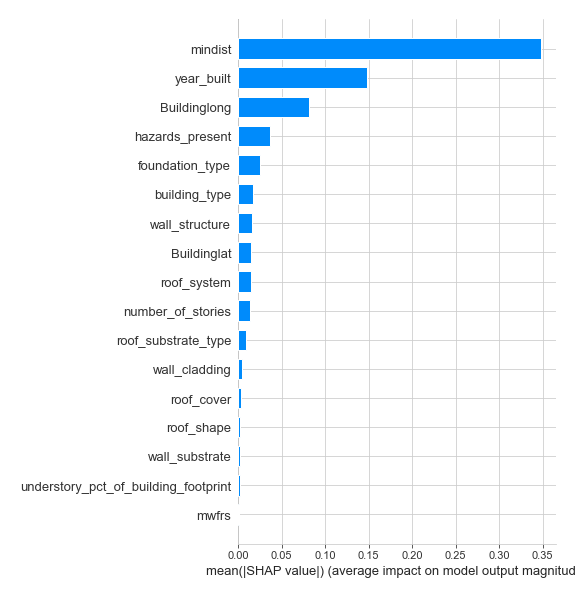 mindist
year_built
Buildinglong
hazards_present
foundation_type
building_type
wall_structure
Buildinglat
roof_system
number_of_stories
roof_substrate_type
wall_cladding
roof_cover
roof_shape
wall_substrate
understory_pct_of_building_footprint
mwfrs
0.00 0.05 0.10 0.15 0.20 0.25 0.30 0.35
mean(|SHAP value|) (average impact on model output magnitud